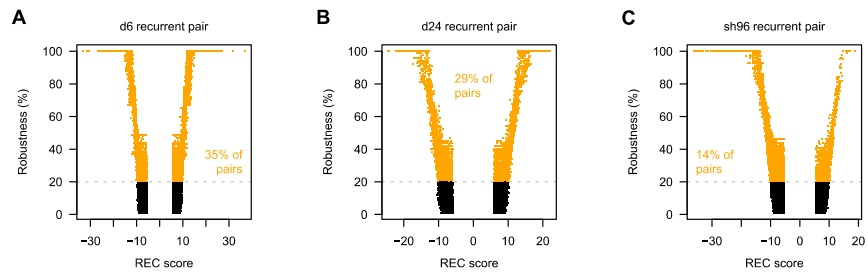 A
d6 recurrent pair
Robustness (%)
100
80
60
40
20
0
35% of
pairs
−30
−10
10
30
REC score
B
d24 recurrent pair
Robustness (%)
100
80
60
40
20
0
29% of
pairs
−20
−10
0
10
20
REC score
C
sh96 recurrent pair
Robustness (%)
100
80
60
40
20
0
14% of
pairs
−30
−10
0
10
20
REC score